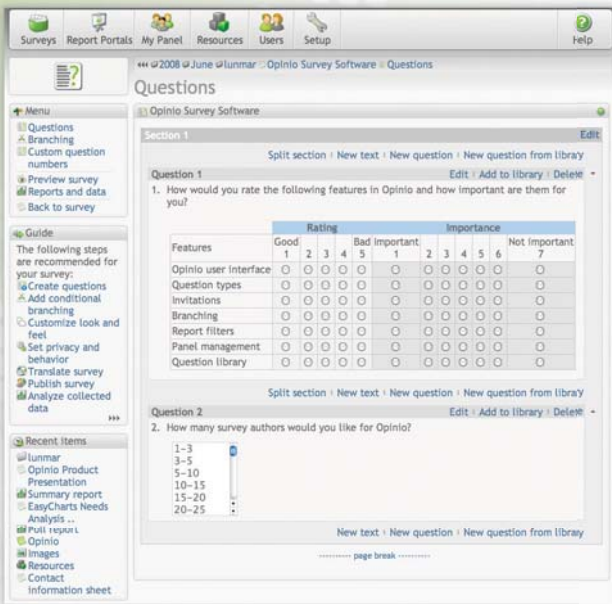 Surveys Report Portals My Panel Resources Users Setup Help
2008 June lunmar Opinio Survey Software Questions
Questions
Menu
Questions
Branching
Custom question
numbers
Preview survey
Reports and data
Back to survey
Guide
The following steps
are recommended for
your survey:
Create questions
Add conditional
branching
Customize look and
feel
Set privacy and
behavior
Translate survey
Publish survey
Analyze collected
data
Recent items
lunmar
Opinio Product
Presentation
Summary report
EasyCharts Needs
Analysis ..
Poll report
Opinio
Images
Resources
Contact
information sheet
Opinio Survey Software
Section 1 Edit
Split section New text New question New question from library
Question 1 Edit Add to library Delete
1. How would you rate the following features in Opinio and how important are them for
you?
Rating Importance
Features Good Bad Important Not important
1 2 3 4 5 1 2 3 4 5 6 7
Opinio user interface
Question types
Invitations
Branching
Report filters
Panel management
Question library
Split section New text New question New question from library
Question 2 Edit Add to library Delete
2. How many survey authors would you like for Opinio?
1-3
3-5
5-10
10-15
15-20
20-25
New text New question New question from library
---------- page break ----------